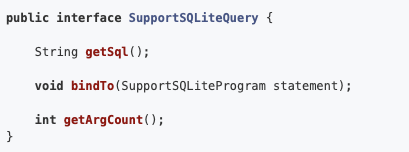 public interface SupportSQLiteQuery {
String getSql();
void bindTo(SupportSQLiteProgram statement);
int getArgCount();
}